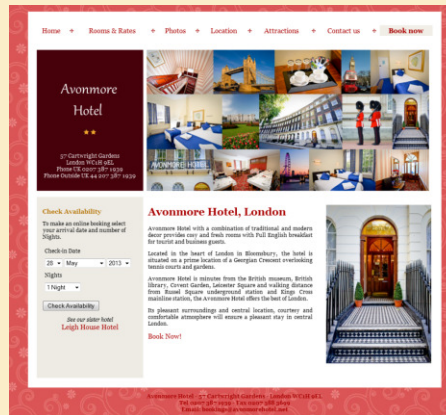 Home + Rooms & Rates + Photos + Location + Attractions + Contact us + Book now
Avonmore
Hotel
37 Cartwright Gardens
London WC1H 9EL
Phone UK 0207 387 1939
Phone Outside UK 44 207 387 1939
AVONMORE HOTEL
Check Availability
To make an online booking select
your arrival date and number of
Nights.
Check-in Date
26 May 2013
Nights
1 Night
Check Availability
See our sister hotel
Leigh House Hotel
Avonmore Hotel, London
Avonmore Hotel with a combination of traditional and modern
decor provides cozy and fresh rooms with Full English breakfast
for tourist and business guests.
Located in the heart of London in Bloomsbury, the hotel is
situated on a prime location of a Georgian Crescent overlooking
tennis courts and gardens.
Avonmore Hotel is minutes from the British museum, British
library, Covent Garden, Leicester Square and walking distance
from Russel Square underground station and Kings Cross
mainline station, the Avonmore Hotel offers the best of London.
Its pleasant surroundings and central location, courtesy and
comfortable atmosphere will ensure a pleasant stay in central
London.
Book Now!
Avonmore Hotel - 37 Cartwright Gardens - London WC1H 9EL
Tel 0207 387 1939 - Fax 0207 388
Email: bookings@avonmorehotel.net